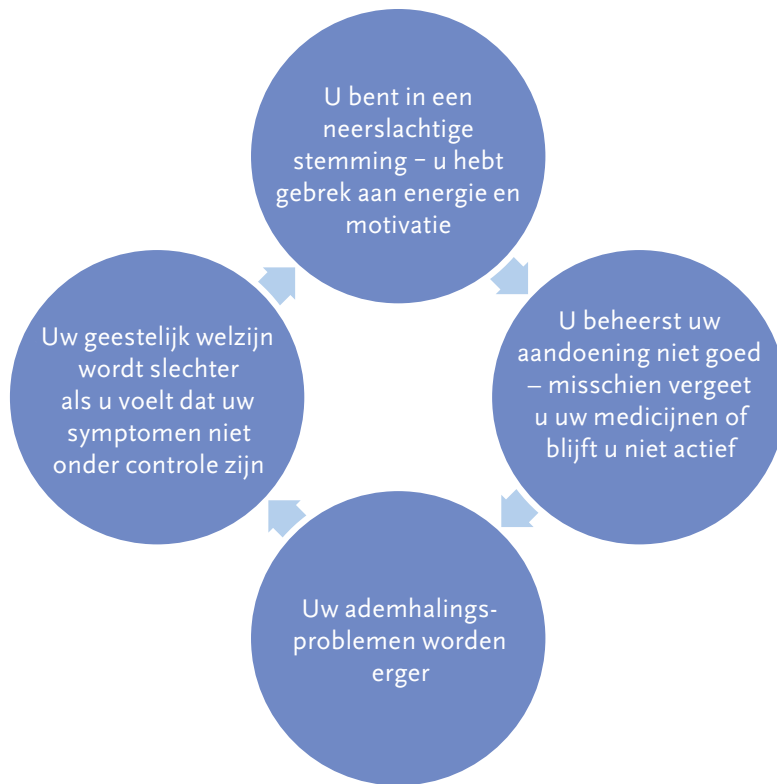 U bent in een
neerslachtige
stemming – u hebt
gebrek aan energie en
motivatie
U beheerst uw
aandoening niet goed
– misschien vergeet
u uw medicijnen of
blijft u niet actief
Uw ademhalings-
problemen worden
erger
Uw geestelijk welzijn
wordt slechter
als u voelt dat uw
symptomen niet
onder controle zijn